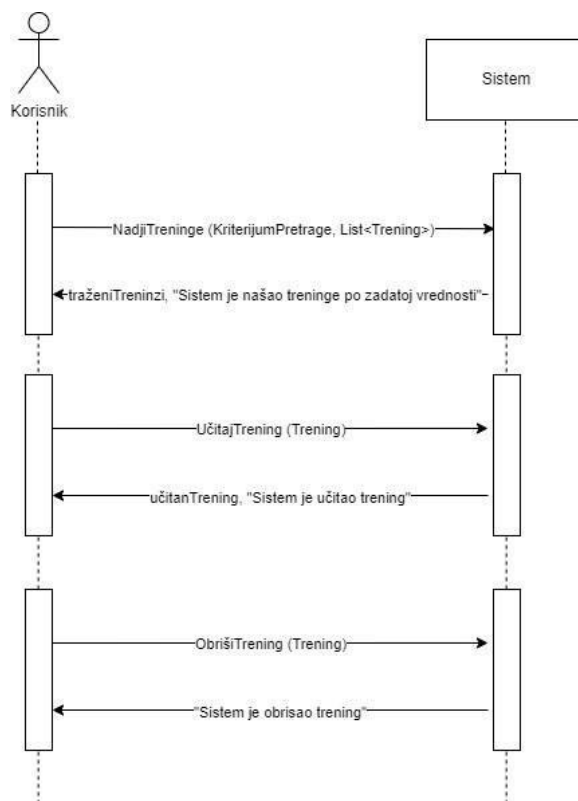 Korisnik
Sistem
NadjiTreninge (KriterijumPretrage, List<Trening>)
traženiTreninzi, "Sistem je našao treninge po zadatoj vrednosti"
UčitajTrening (Trening)
učitanTrening, "Sistem je učitao trening"
ObrišiTrening (Trening)
"Sistem je obrisao trening"